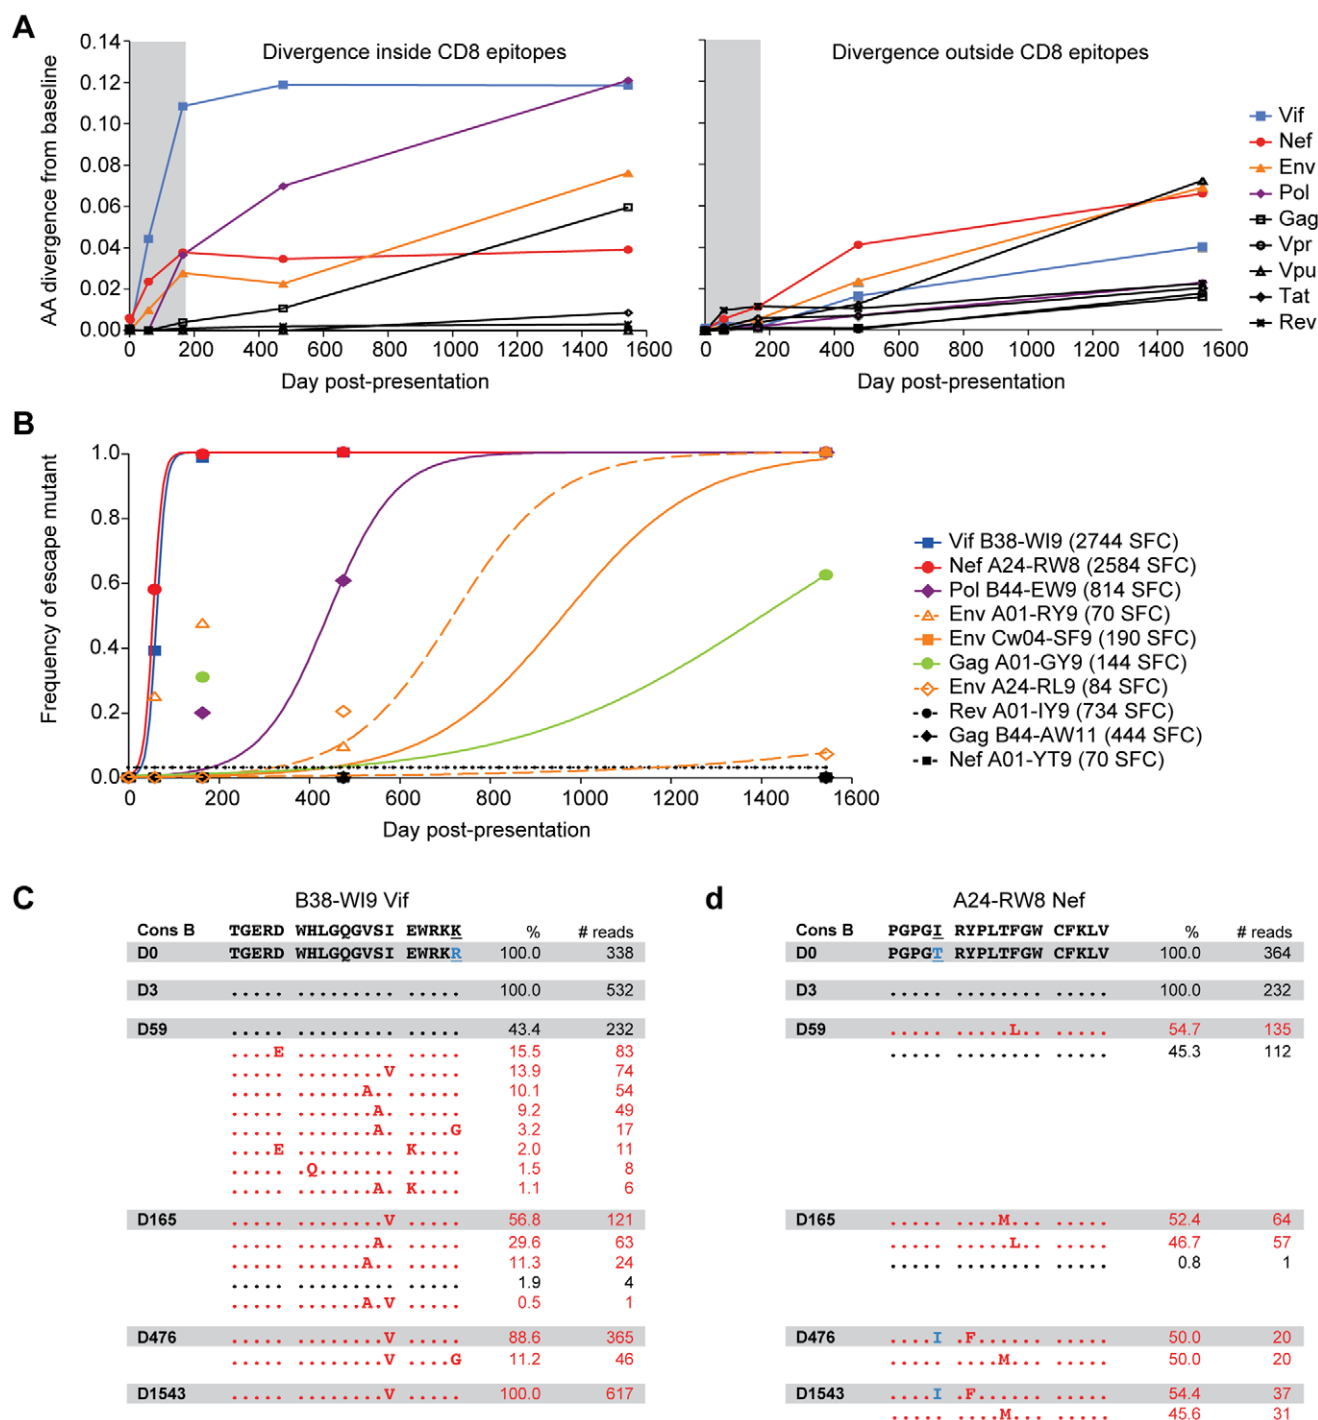 A
Divergence inside CD8 epitopes
Divergence outside CD8 epitopes
AA divergence from baseline
0.14
0.12
0.10
0.08
0.06
0.04
0.02
0.00
0 200 400 600 800 1000 1200 1400 1600
Day post-presentation
0 200 400 600 800 1000 1200 1400 1600
Day post-presentation
Vif
Nef
Env
Pol
Gag
Vpr
Vpu
Tat
Rev
B
Frequency of escape mutant
1.0
0.8
0.6
0.4
0.2
0.0
0 200 400 600 800 1000 1200 1400 1600
Day post-presentation
Vif B38-WI9 (2744 SFC)
Nef A24-RW8 (2584 SFC)
Pol B44-EW9 (814 SFC)
Env A01-RY9 (70 SFC)
Env Cw04-SF9 (190 SFC)
Gag A01-GY9 (144 SFC)
Env A24-RL9 (84 SFC)
Rev A01-IY9 (734 SFC)
Gag B44-AW11 (444 SFC)
Nef A01-YT9 (70 SFC)
C
B38-WI9 Vif
Cons B TGERD WHLGQGVSI EWRKK % # reads
D0 TGERD WHLGQGVSI EWRKR 100.0 338
D3 ..... ......... ..... 100.0 532
D59 ..... ......... ..... 43.4 232
....E ......... ..... 15.5 83
..... ........V ..... 13.9 74
..... ......A.. ..... 10.1 54
..... .......A. ..... 9.2 49
..... .......A. ....G 3.2 17
....E ......... K.... 2.0 11
..... .Q....... ..... 1.5 8
..... .......A. K.... 1.1 6
D165 ..... ........V ..... 56.8 121
..... .......A. ..... 29.6 63
..... ......A.. ..... 11.3 24
..... ......... ..... 1.9 4
..... ......A.V ..... 0.5 1
D476 ..... ........V ..... 88.6 365
..... ........V ....G 11.2 46
D1543 ..... ........V ..... 100.0 617
d
A24-RW8 Nef
Cons B PGPGI RYPLTFGW CFKLV % # reads
D0 PGPGT RYPLTFGW CFKLV 100.0 364
D3 ..... ........ ..... 100.0 232
D59 ..... .....L.. ..... 54.7 135
..... ........ ..... 45.3 112
D165 ..... ....M... ..... 52.4 64
..... .....L.. ..... 46.7 57
..... ........ ..... 0.8 1
D476 ....I .F...... ..... 50.0 20
..... ....M... ..... 50.0 20
D1543 ....I .F...... ..... 54.4 37
..... ....M... ..... 45.6 31